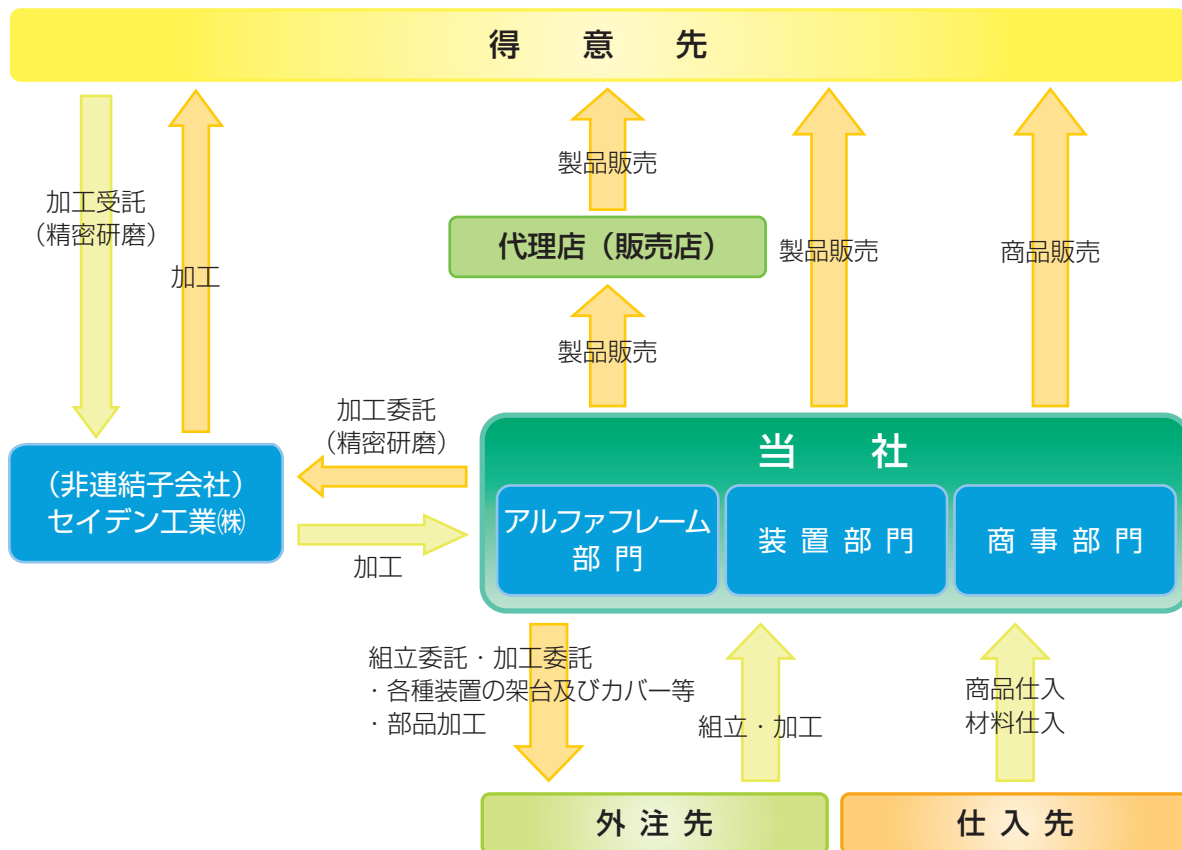 得意先
加工受託
（精密研磨）
加工
製品販売
代理店（販売店）
製品販売
製品販売
商品販売
加工委託
（精密研磨）
（非連結子会社）
セイデン工業㈱
加工
当社
アルファフレーム
部門
装置部門
商事部門
組立委託・加工委託
・各種装置の架台及びカバー等
・部品加工
組立・加工
商品仕入
材料仕入
外注先
仕入先